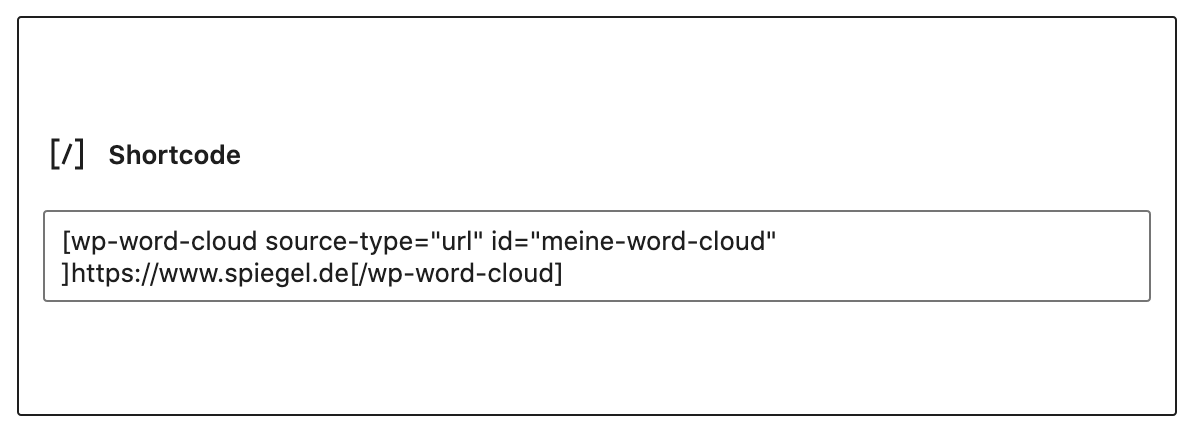 [/] Shortcode
[wp-word-cloud source-type="url" id="meine-word-cloud"
]https://www.spiegel.de[/wp-word-cloud]